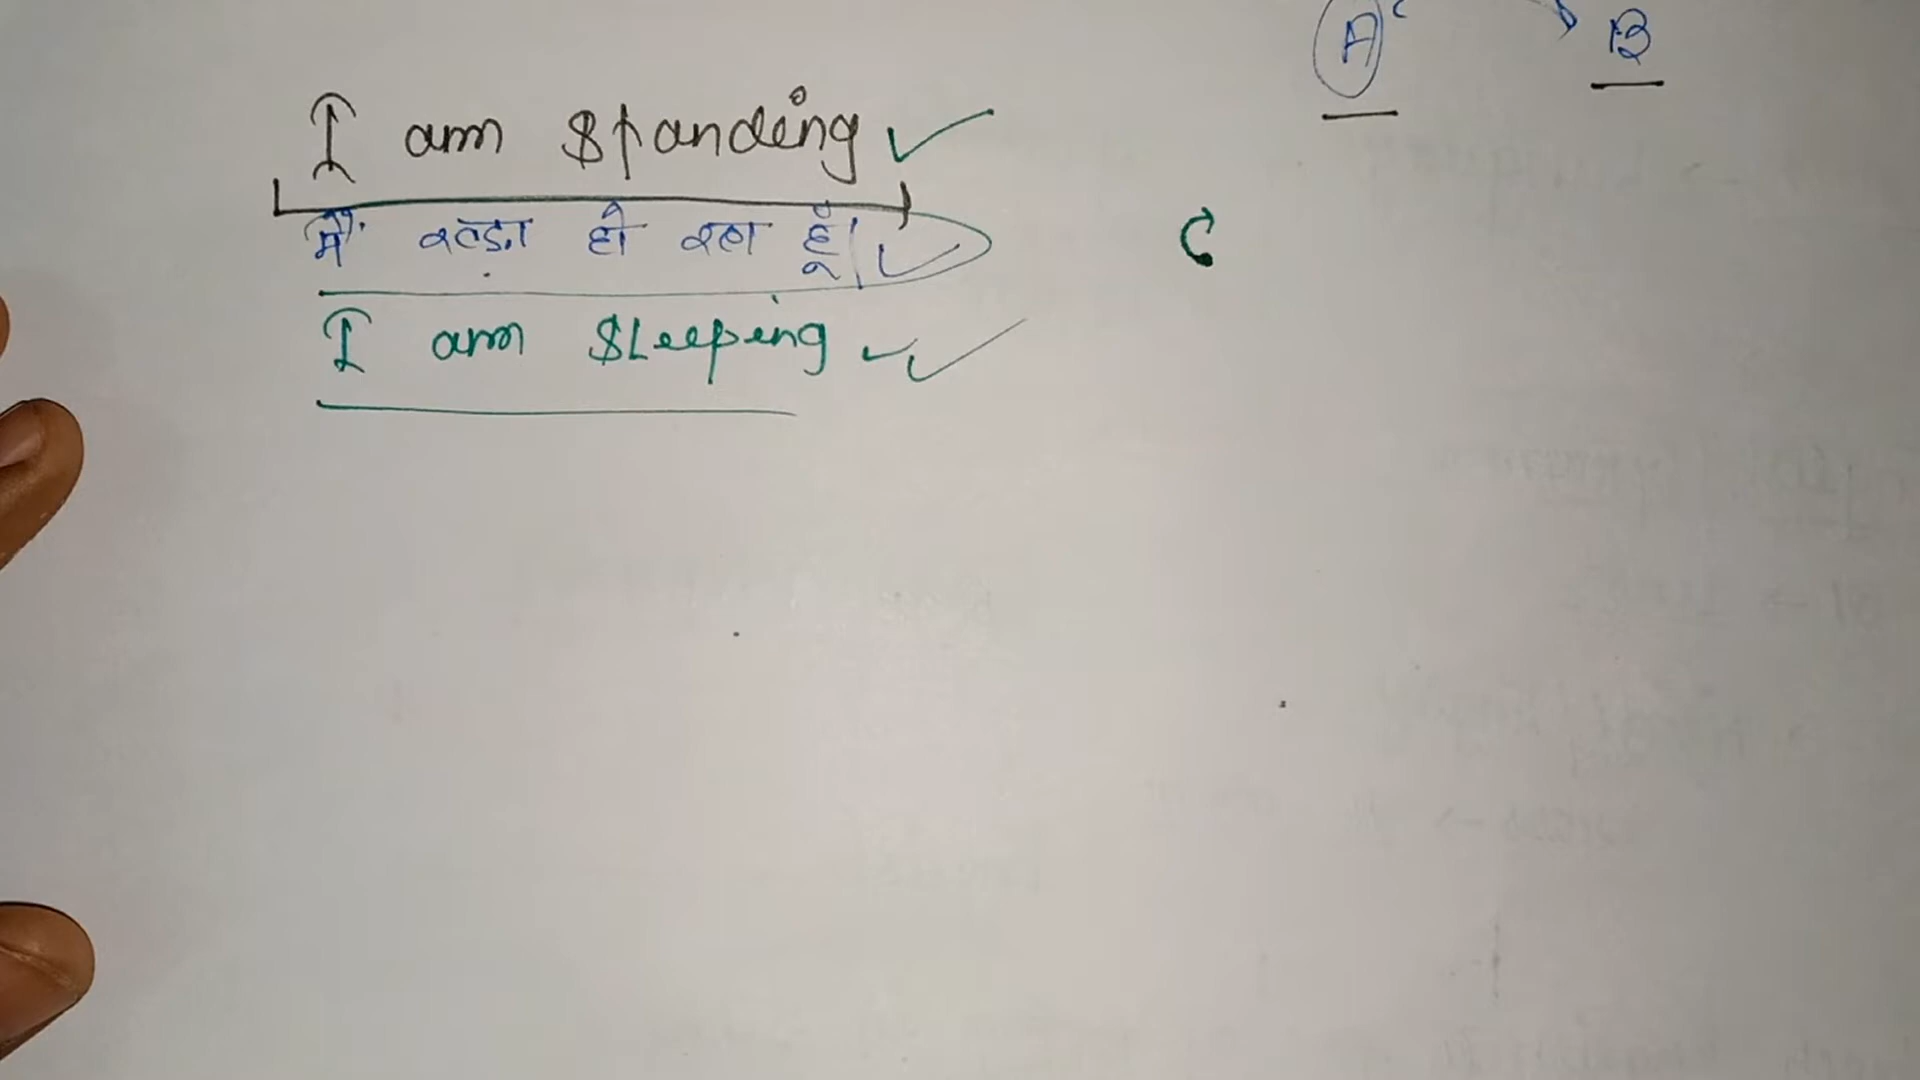 A B
I am Standing
मैं खड़ा हो रहा हूँ।
C
I am Sleeping